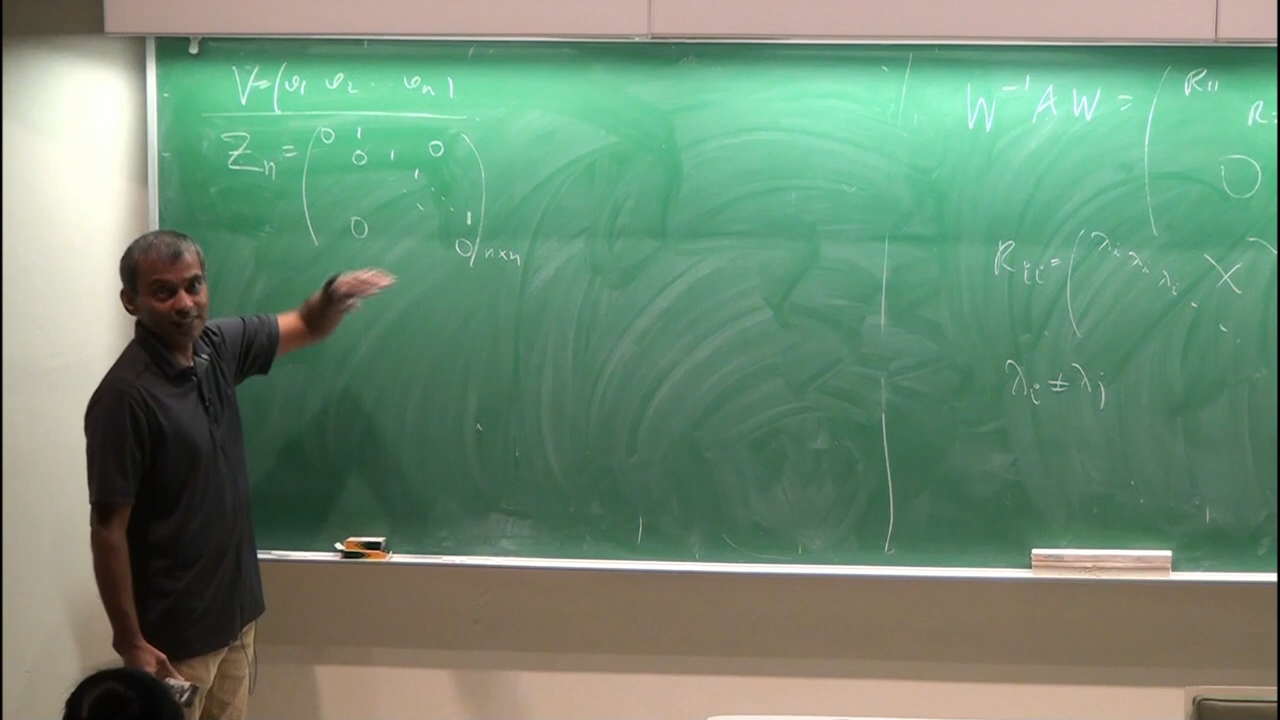 V=(v₁ v₂ ... vₙ)
Zₙ = ( 0 1
0 1 0
0
0 ) n×n
W⁻¹AW = ( R₁₁
R
0
Rᵢᵢ = ( λᵢ λᵢ λᵢ X
λᵢ ≠ λⱼ